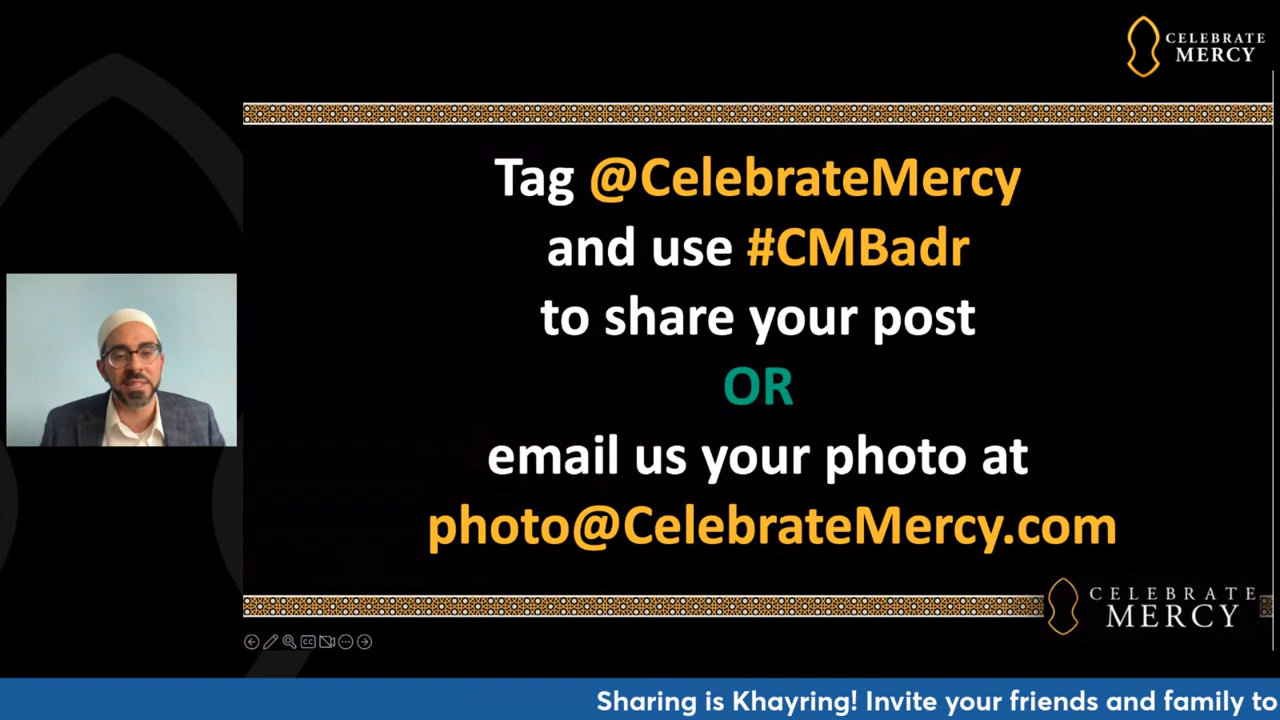 CELEBRATE
MERCY
Tag @CelebrateMercy
and use #CMBadr
to share your post
OR
email us your photo at
photo@CelebrateMercy.com
CELEBRATE
MERCY
CC
Sharing is Khayring! Invite your friends and family to